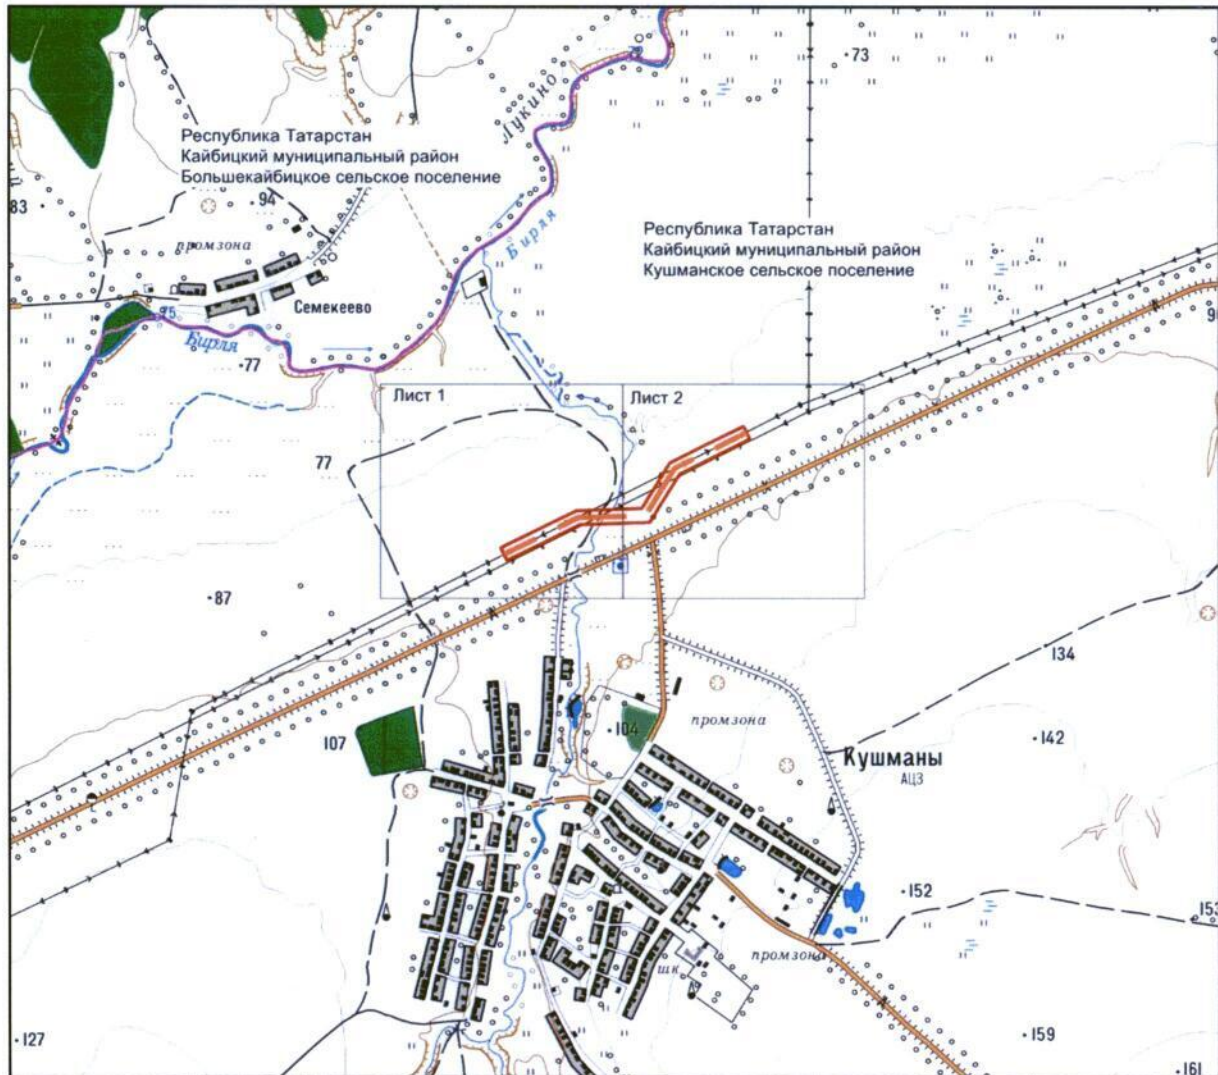 73
Лукино
Республика Татарстан
Кайбицкий муниципальный район
Большекайбицкое сельское поселение
94
83
промзона
Бирля
Республика Татарстан
Кайбицкий муниципальный район
Кушманское сельское поселение
Семекеево
75
Бирля
77
Лист 1
Лист 2
77
87
134
107
104
промзона
142
Кушманы
АЦЗ
152
153
шк
промзона
127
159
161